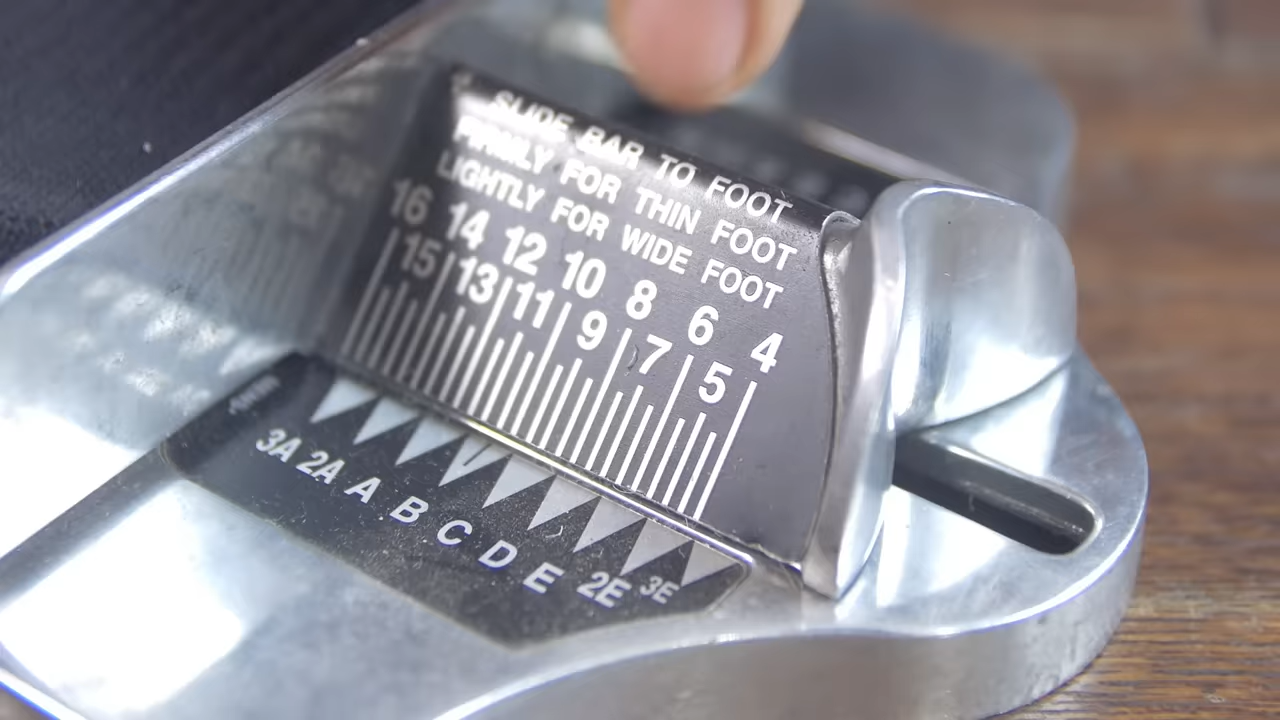 SLIDE BAR TO FOOT
FIRMLY FOR THIN FOOT
LIGHTLY FOR WIDE FOOT
16 14 12 10 8 6 4
15 13 11 9 7 5
3A 2A A B C D E 2E 3E